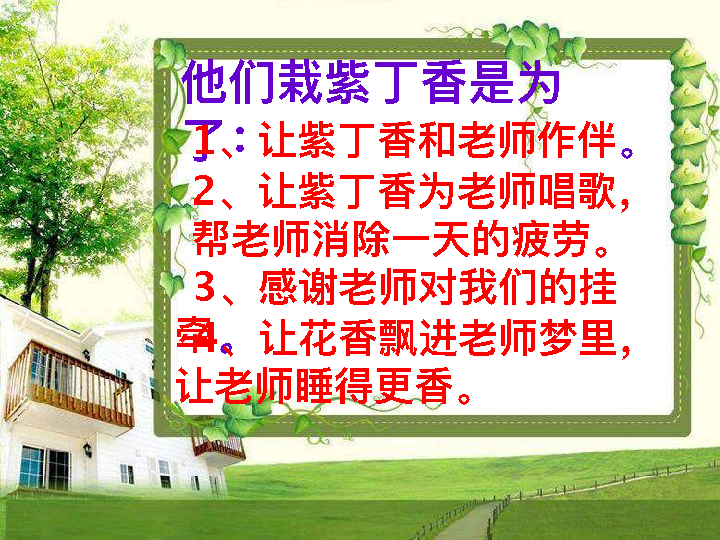 他们栽紫丁香是为
了：
1、让紫丁香和老师作伴。
2、让紫丁香为老师唱歌，
帮老师消除一天的疲劳。
3、感谢老师对我们的挂
牵。
4、让花香飘进老师梦里，
让老师睡得更香。